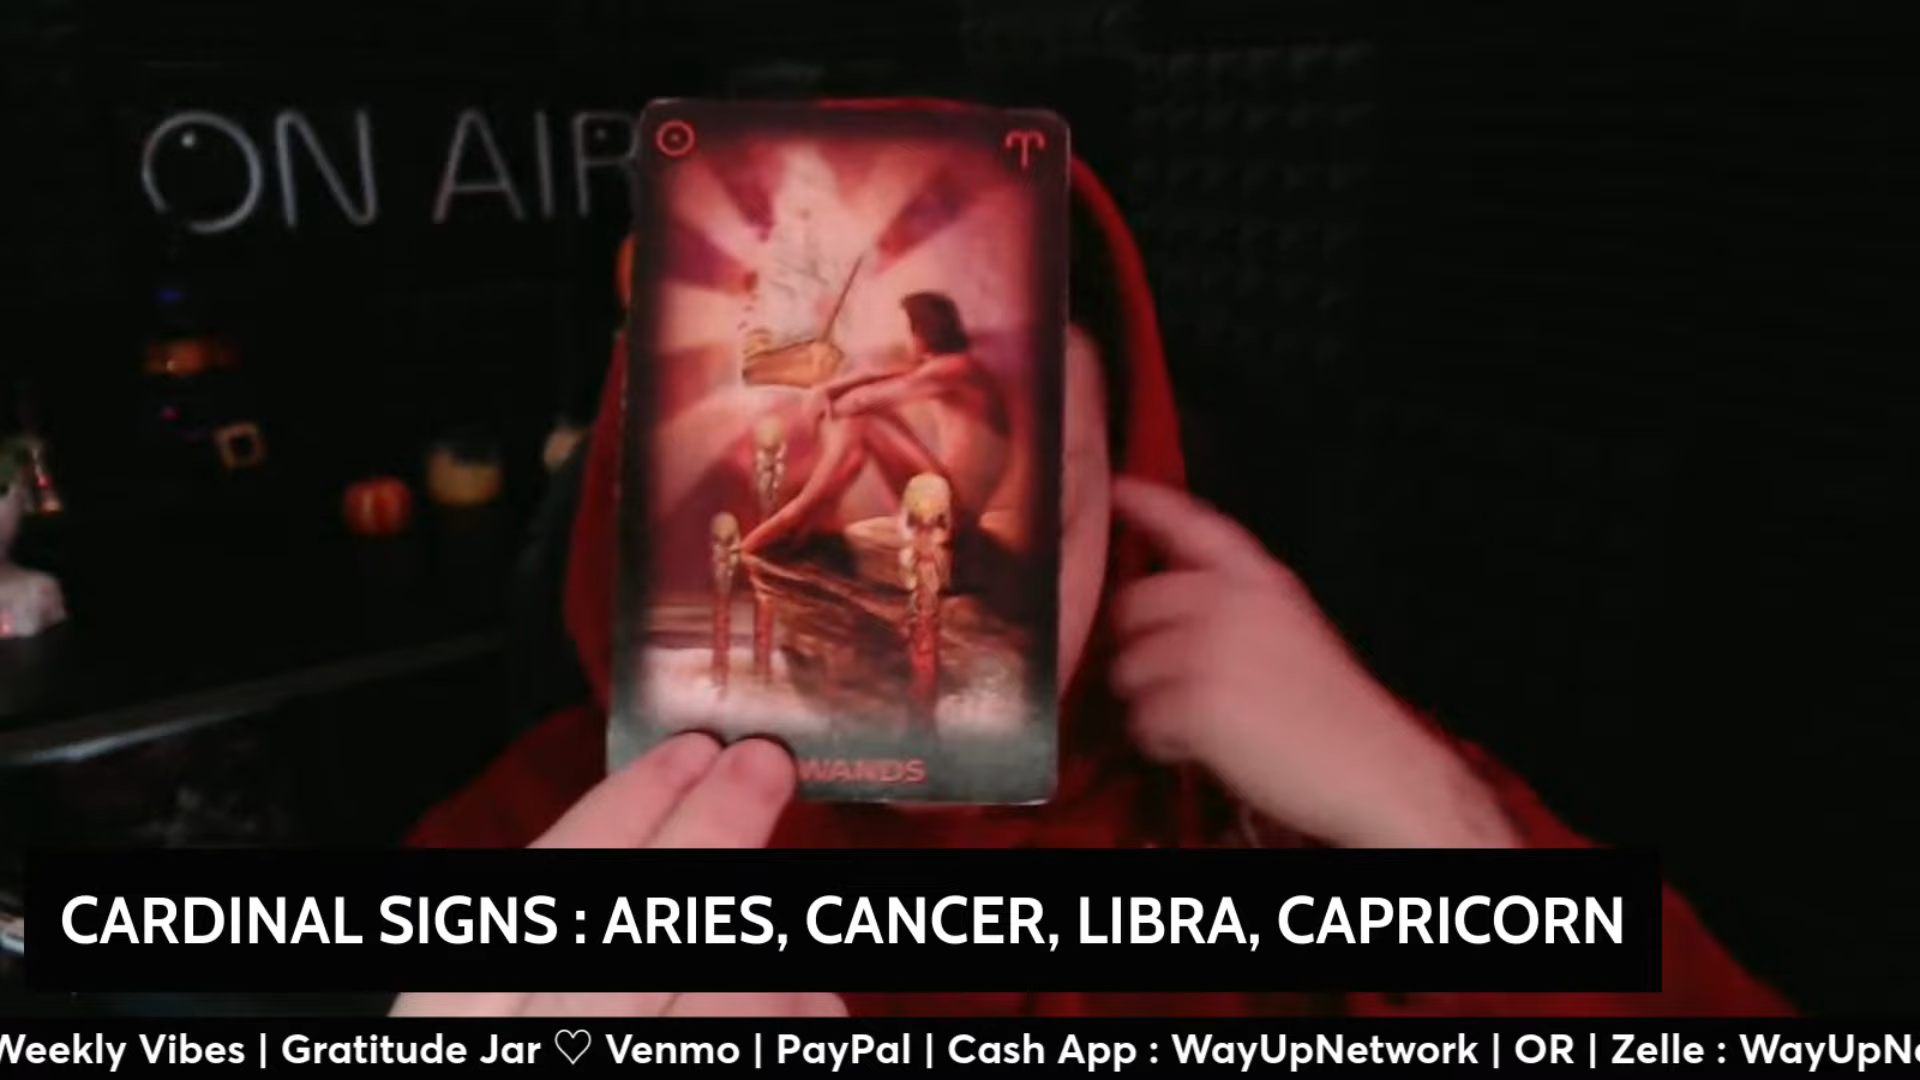 ON AIR
WANDS
CARDINAL SIGNS : ARIES, CANCER, LIBRA, CAPRICORN
Weekly Vibes | Gratitude Jar ♡ Venmo | PayPal | Cash App : WayUpNetwork | OR | Zelle : WayUpNe